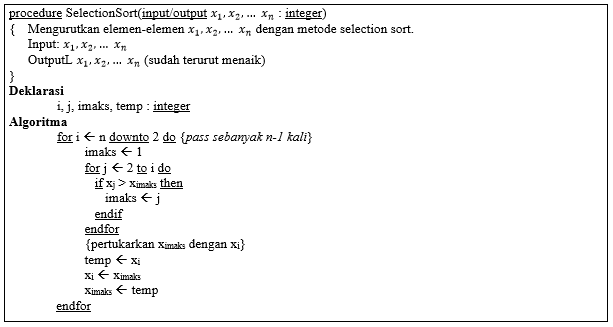 procedure SelectionSort(input/output x₁, x₂, … xₙ : integer)
{ Mengurutkan elemen-elemen x₁, x₂, … xₙ dengan metode selection sort.
Input: x₁, x₂, … xₙ
OutputL x₁, x₂, … xₙ (sudah terurut menaik)
}
Deklarasi
i, j, imaks, temp : integer
Algoritma
for i ← n downto 2 do {pass sebanyak n-1 kali}
imaks ← 1
for j ← 2 to i do
if xⱼ > xᵢₘₐₖₛ then
imaks ← j
endif
endfor
{pertukarkan xᵢₘₐₖₛ dengan xᵢ}
temp ← xᵢ
xᵢ ← xᵢₘₐₖₛ
xᵢₘₐₖₛ ← temp
endfor